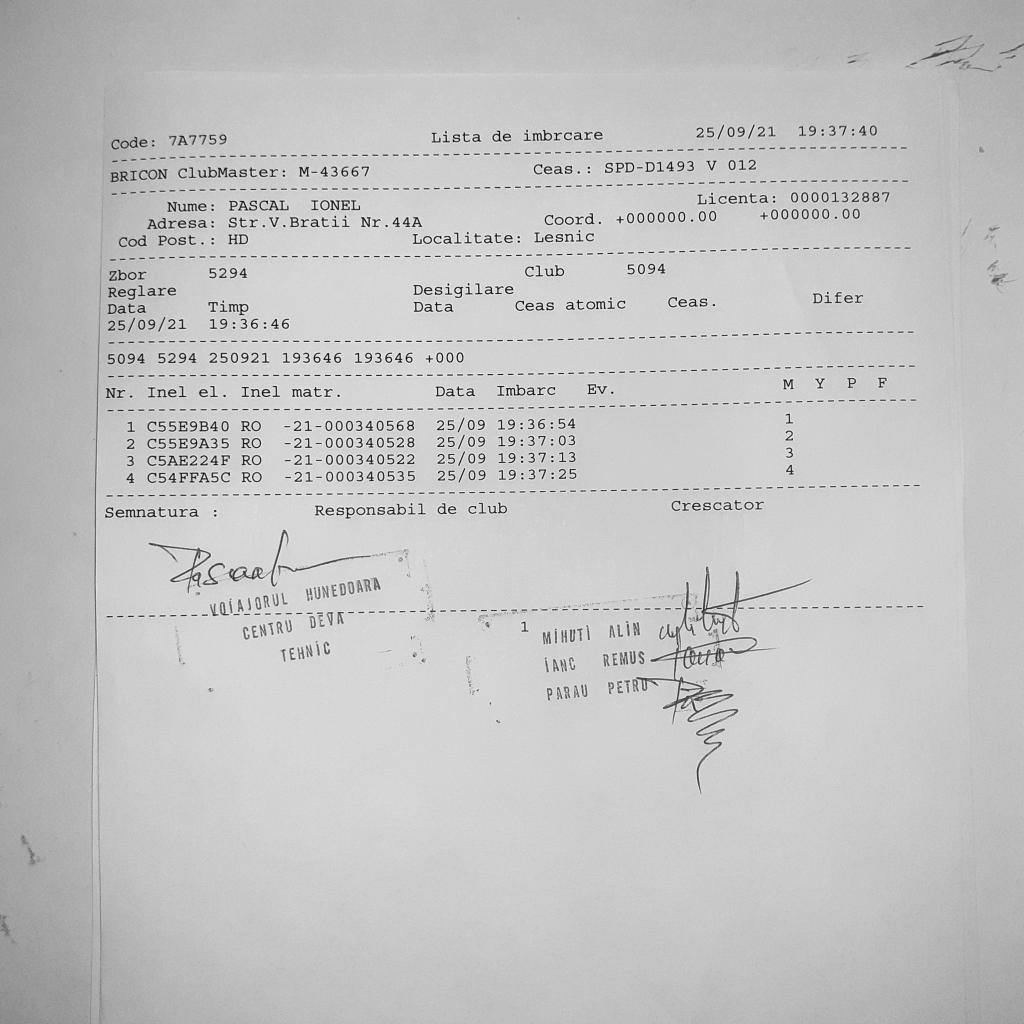 Code: 7A7759 Lista de imbrcare 25/09/21 19:37:40
BRICON ClubMaster: M-43667 Ceas.: SPD-D1493 V 012
Nume: PASCAL IONEL Licenta: 0000132887
Adresa: Str.V.Bratii Nr.44A Coord. +000000.00 +000000.00
Cod Post.: HD Localitate: Lesnic
Zbor 5294 Club 5094
Reglare Desigilare
Data Timp Data Ceas atomic Ceas. Difer
25/09/21 19:36:46
5094 5294 250921 193646 193646 +000
Nr. Inel el. Inel matr. Data Imbarc Ev. M Y P F
1 C55E9B40 RO -21-000340568 25/09 19:36:54 1
2 C55E9A35 RO -21-000340528 25/09 19:37:03 2
3 C5AE224F RO -21-000340522 25/09 19:37:13 3
4 C54FFA5C RO -21-000340535 25/09 19:37:25 4
Semnatura : Responsabil de club Crescator
VOIAJORUL HUNEDOARA
CENTRU DEVA
TEHNIC
1
MIHUTI ALIN
IANC REMUS
PARAU PETRU